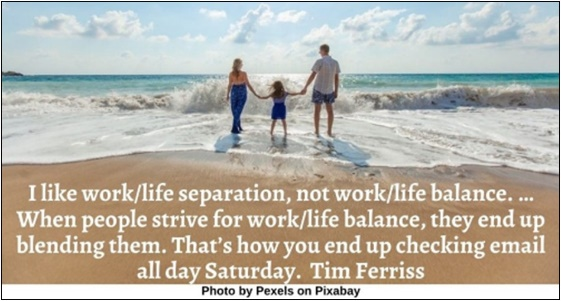 I like work/life separation, not work/life balance. ...
When people strive for work/life balance, they end up
blending them. That's how you end up checking email
all day Saturday.  Tim Ferriss
Photo by Pexels on Pixabay